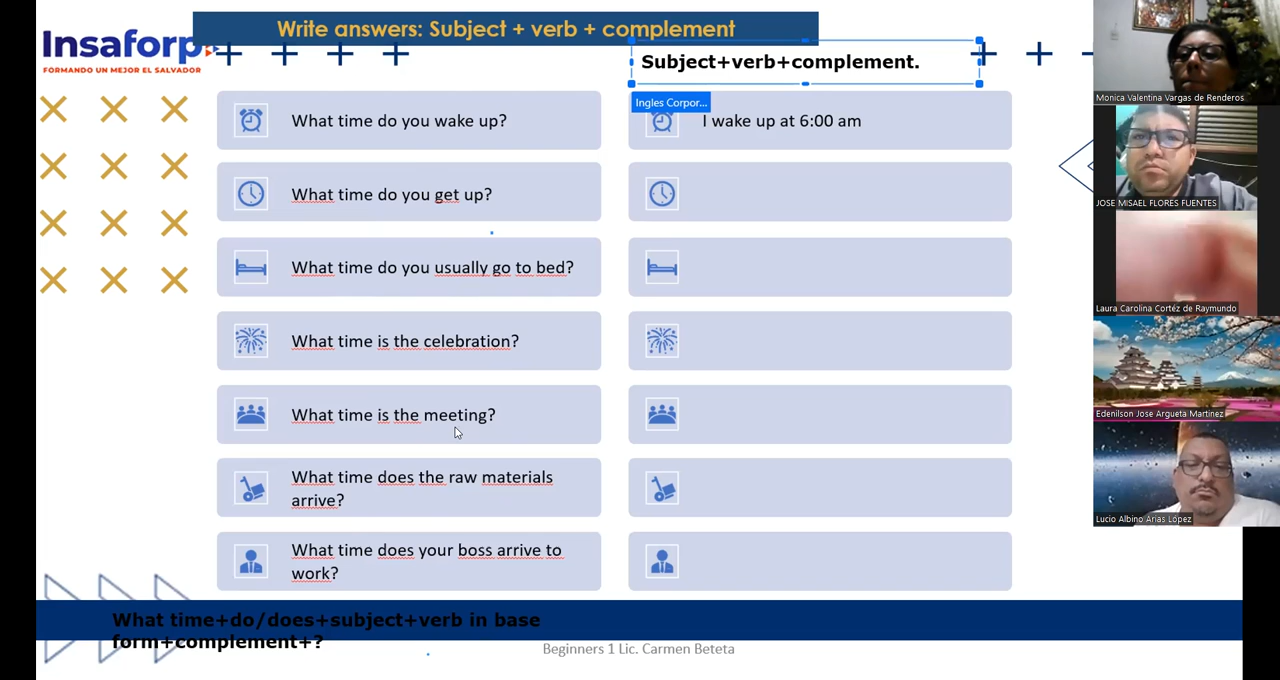 Write answers: Subject + verb + complement
Insaforp
FORMANDO UN MEJOR EL SALVADOR
Subject+verb+complement.
Ingles Corpor...
What time do you wake up?
I wake up at 6:00 am
What time do you get up?
What time do you usually go to bed?
What time is the celebration?
What time is the meeting?
What time does the raw materials
arrive?
What time does your boss arrive to
work?
What time+do/does+subject+verb in base
form+complement+?
Beginners 1 Lic. Carmen Beteta
Monica Valentina Vargas de Renderos
JOSE MISAEL FLORES FUENTES
Laura Carolina Cortéz de Raymundo
Edenilson Jose Argueta Martinez
Lucio Albino Arias López